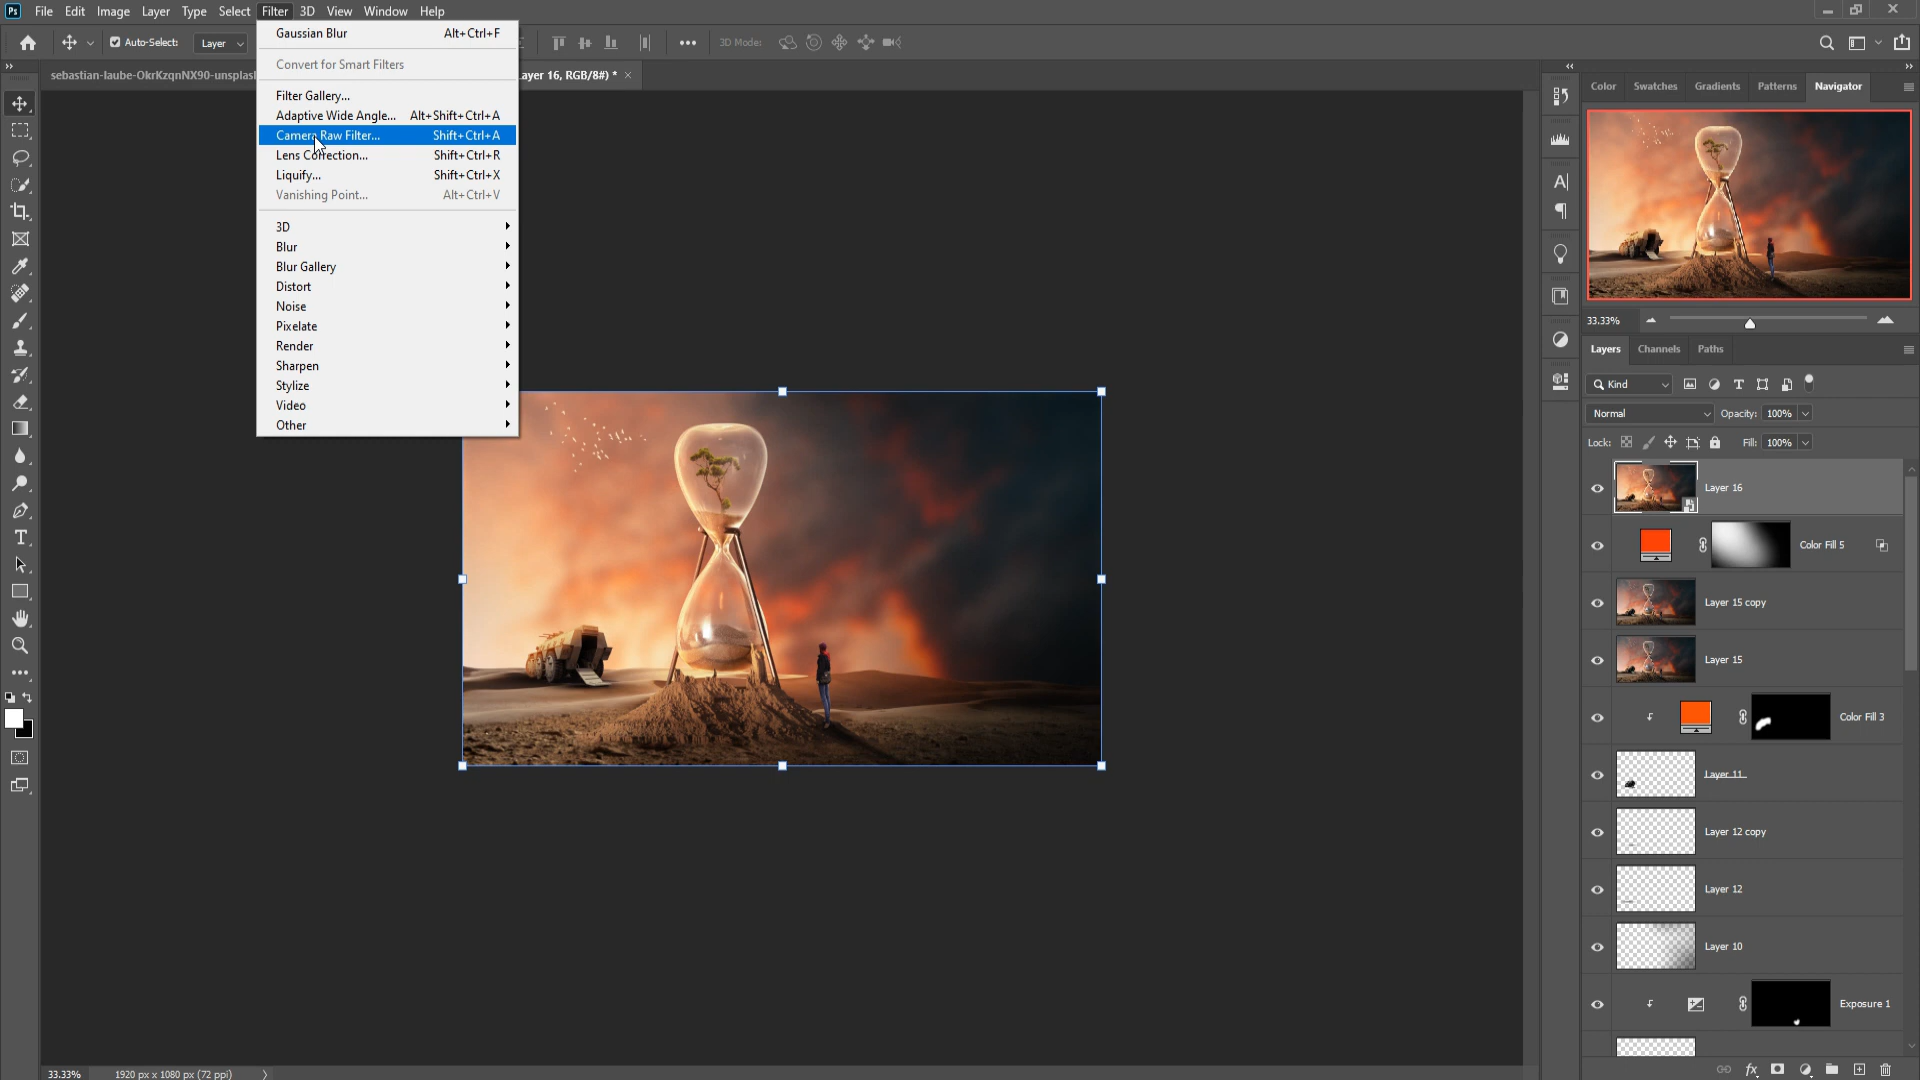 Ps File Edit Image Layer Type Select Filter 3D View Window Help
Auto-Select: Layer 3D Mode:
sebastian-laube-OkrKzqnNX90-unsplash
ayer 16, RGB/8#) * ×
Gaussian Blur Alt+Ctrl+F
Convert for Smart Filters
Filter Gallery...
Adaptive Wide Angle... Alt+Shift+Ctrl+A
Camera Raw Filter... Shift+Ctrl+A
Lens Correction... Shift+Ctrl+R
Liquify... Shift+Ctrl+X
Vanishing Point... Alt+Ctrl+V
3D
Blur
Blur Gallery
Distort
Noise
Pixelate
Render
Sharpen
Stylize
Video
Other
Color Swatches Gradients Patterns Navigator
33.33%
Layers Channels Paths
Kind
Normal Opacity: 100%
Lock: Fill: 100%
Layer 16
Color Fill 5
Layer 15 copy
Layer 15
Color Fill 3
Layer 11
Layer 12 copy
Layer 12
Layer 10
Exposure 1
fx
33.33% 1920 px x 1080 px (72 ppi)